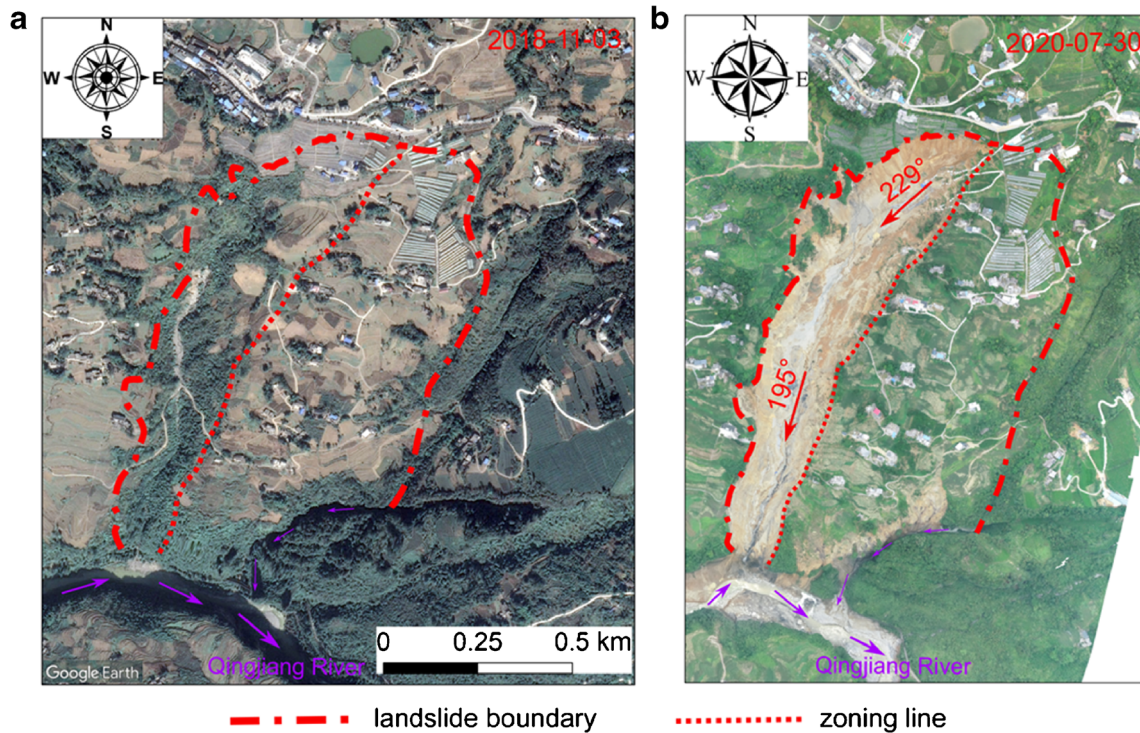 a
N
W
E
S
2018-11-03
Google Earth
Qingjiang River
0
0.25
0.5 km
b
N
W
E
S
2020-07-30
229°
195°
Qingjiang River
landslide boundary
zoning line